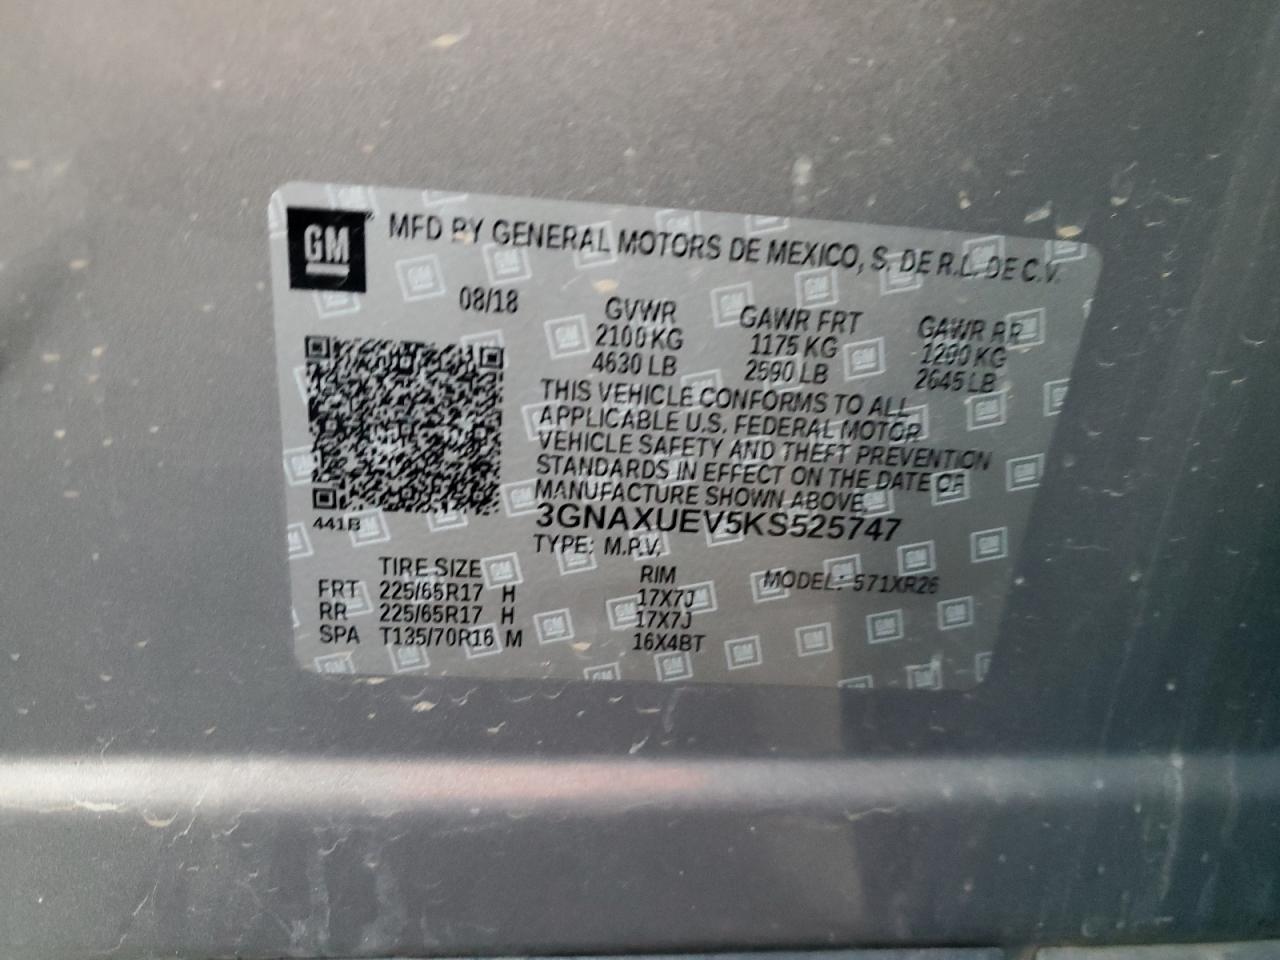 GM MFD BY GENERAL MOTORS DE MEXICO, S. DE R.L. DE C.V.
08/18 GVWR GAWR FRT GAWR RR
2100 KG 1175 KG 1200 KG
4630 LB 2590 LB 2645 LB
THIS VEHICLE CONFORMS TO ALL
APPLICABLE U.S. FEDERAL MOTOR
VEHICLE SAFETY AND THEFT PREVENTION
STANDARDS IN EFFECT ON THE DATE OF
MANUFACTURE SHOWN ABOVE.
441B 3GNAXUEV5KS525747
TYPE: M.P.V.
TIRE SIZE RIM MODEL: 571XR26
FRT 225/65R17 H 17X7J
RR 225/65R17 H 17X7J
SPA T135/70R16 M 16X4BT